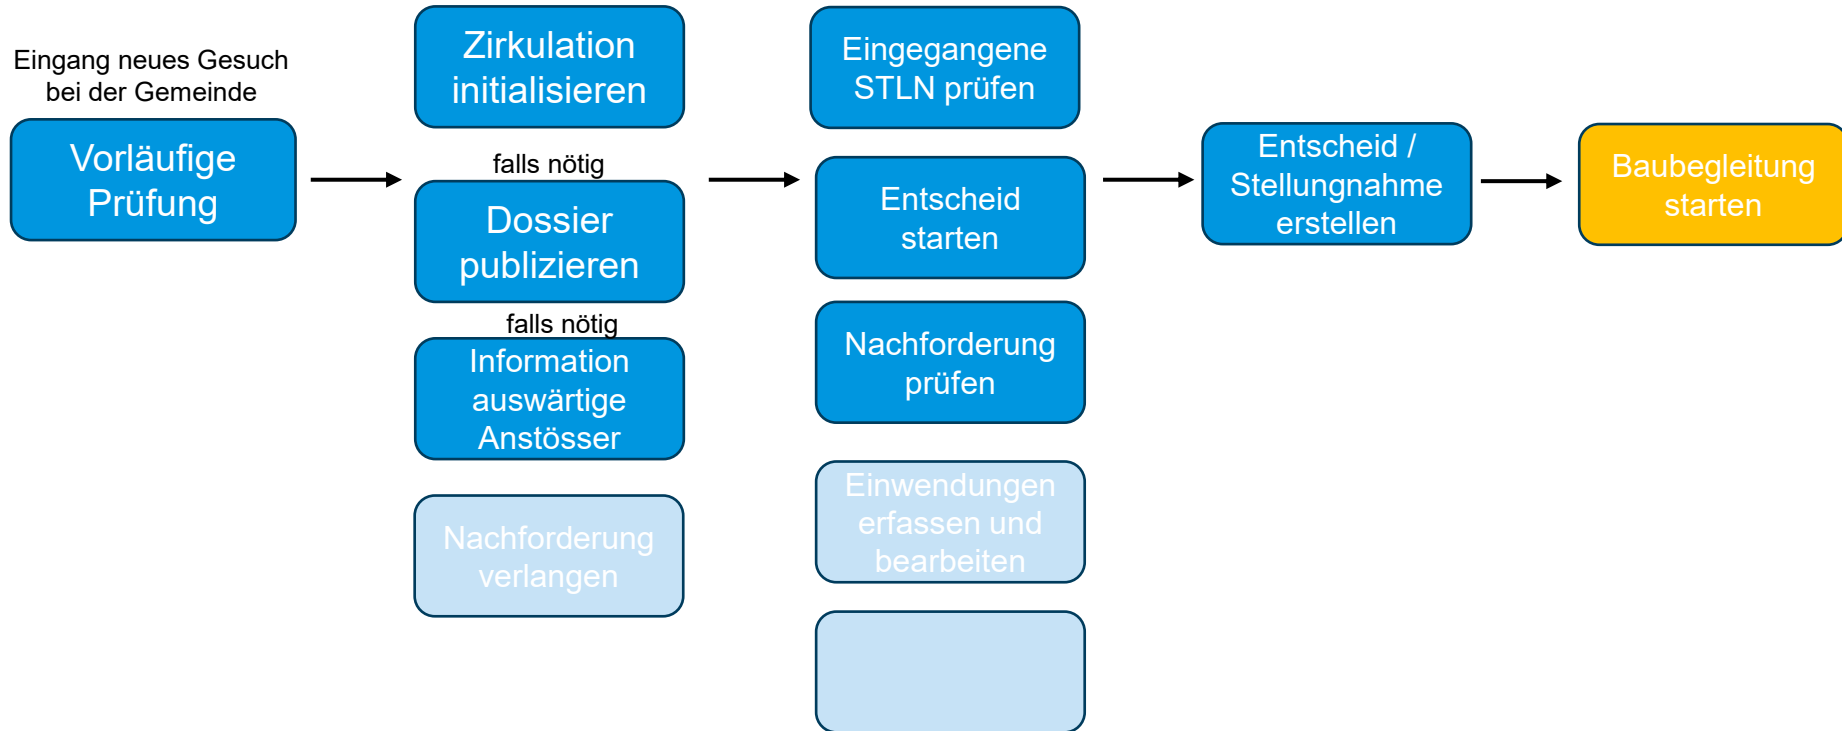 Eingang neues Gesuch
bei der Gemeinde
Vorläufige
Prüfung
Zirkulation
initialisieren
falls nötig
Dossier
publizieren
falls nötig
Information
auswärtige
Anstösser
Nachforderung
verlangen
Eingegangene
STLN prüfen
Entscheid
starten
Nachforderung
prüfen
Einwendungen
erfassen und
bearbeiten
Entscheid /
Stellungnahme
erstellen
Baubegleitung
starten